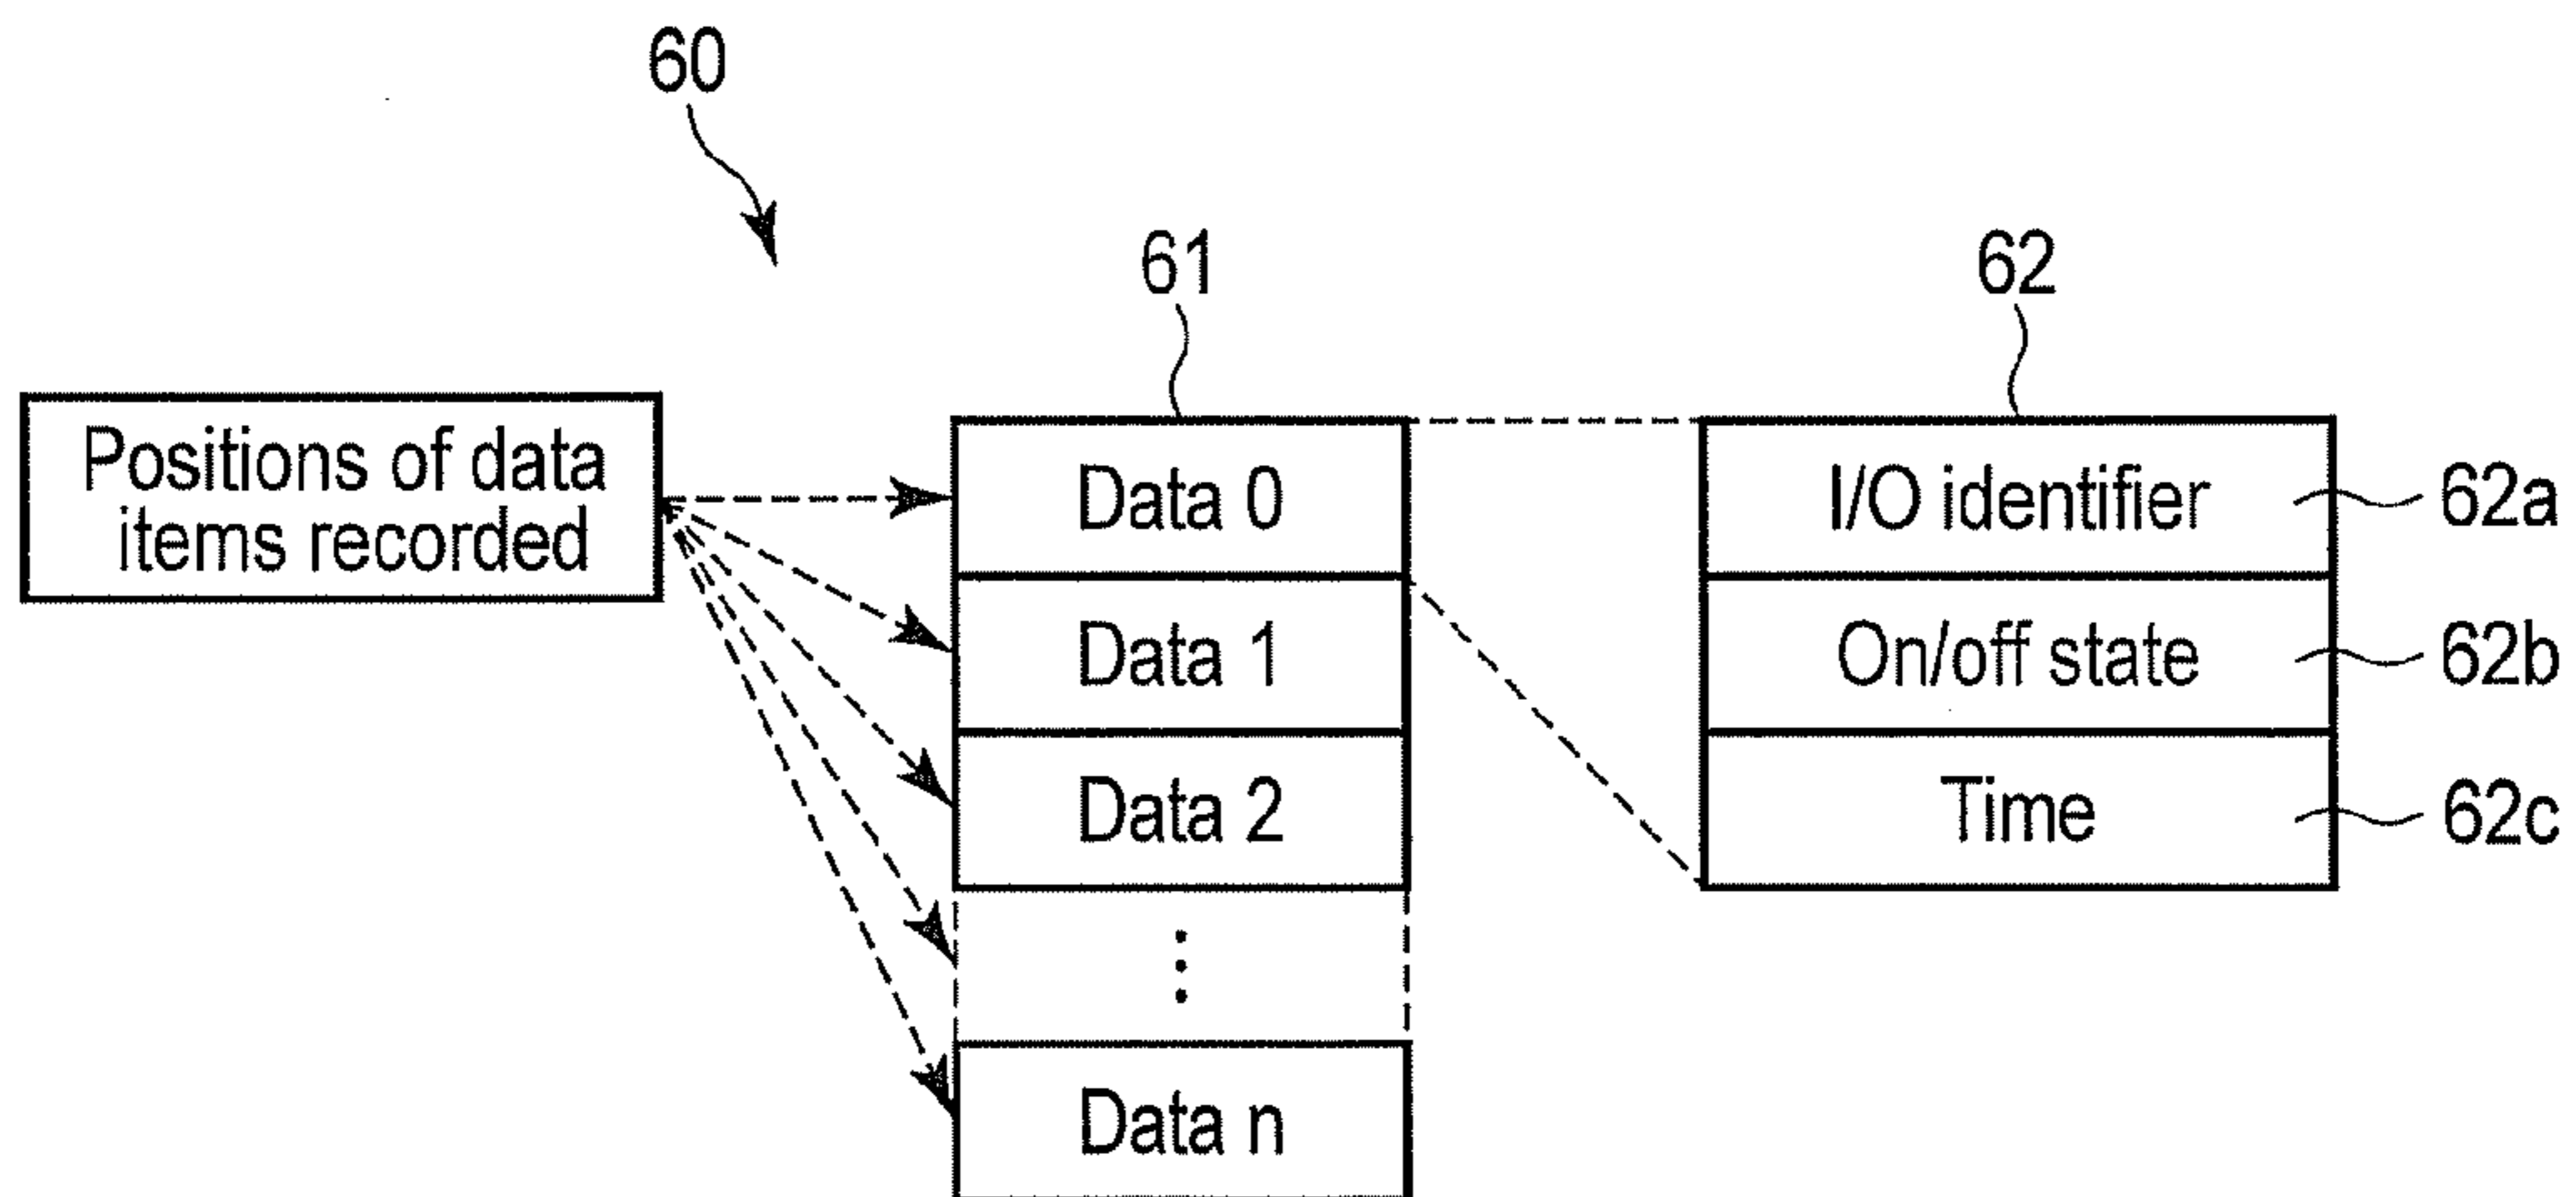 60
61
62
Positions of data
items recorded
Data 0
Data 1
Data 2
⋮
Data n
I/O identifier
62a
On/off state
62b
Time
62c